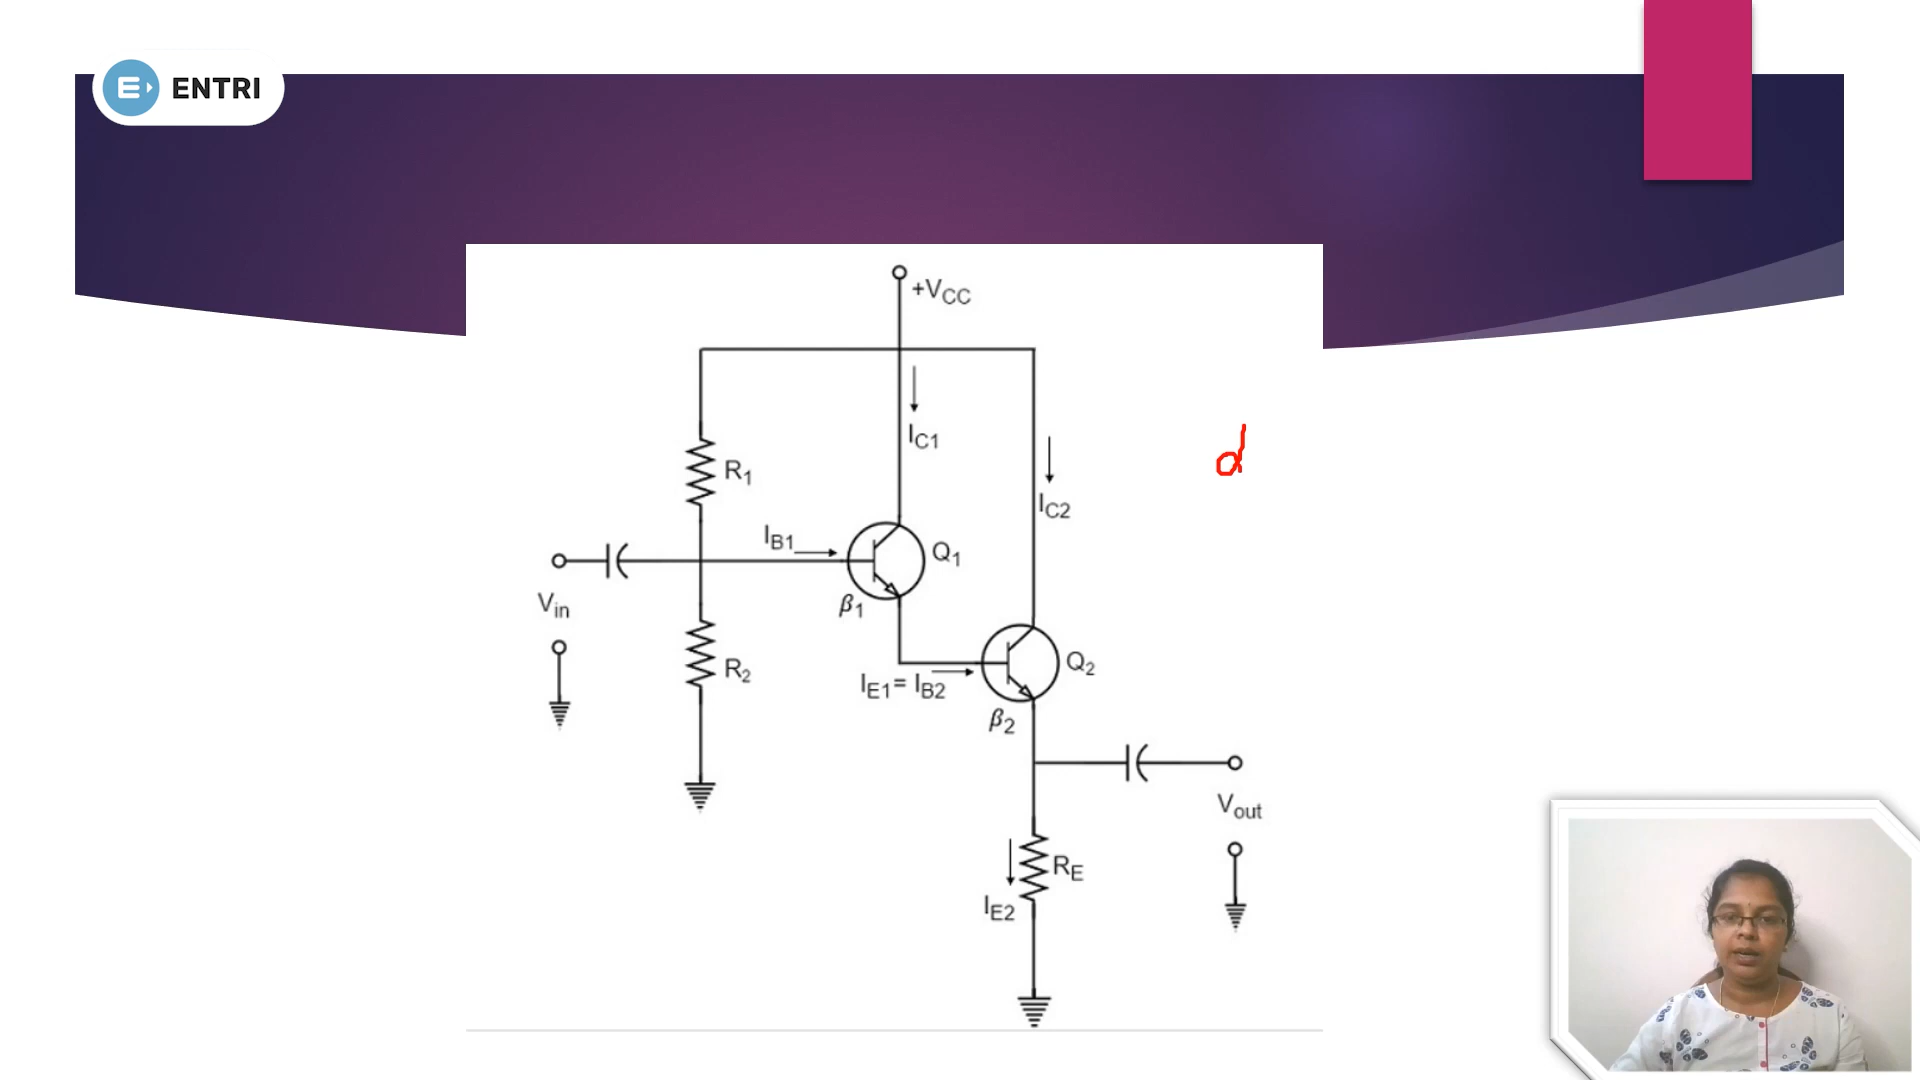 ENTRI
+VCC
IC1
R1
IC2
IB1
Q1
Vin
β1
R2
Q2
IE1= IB2
β2
Vout
RE
IE2
d